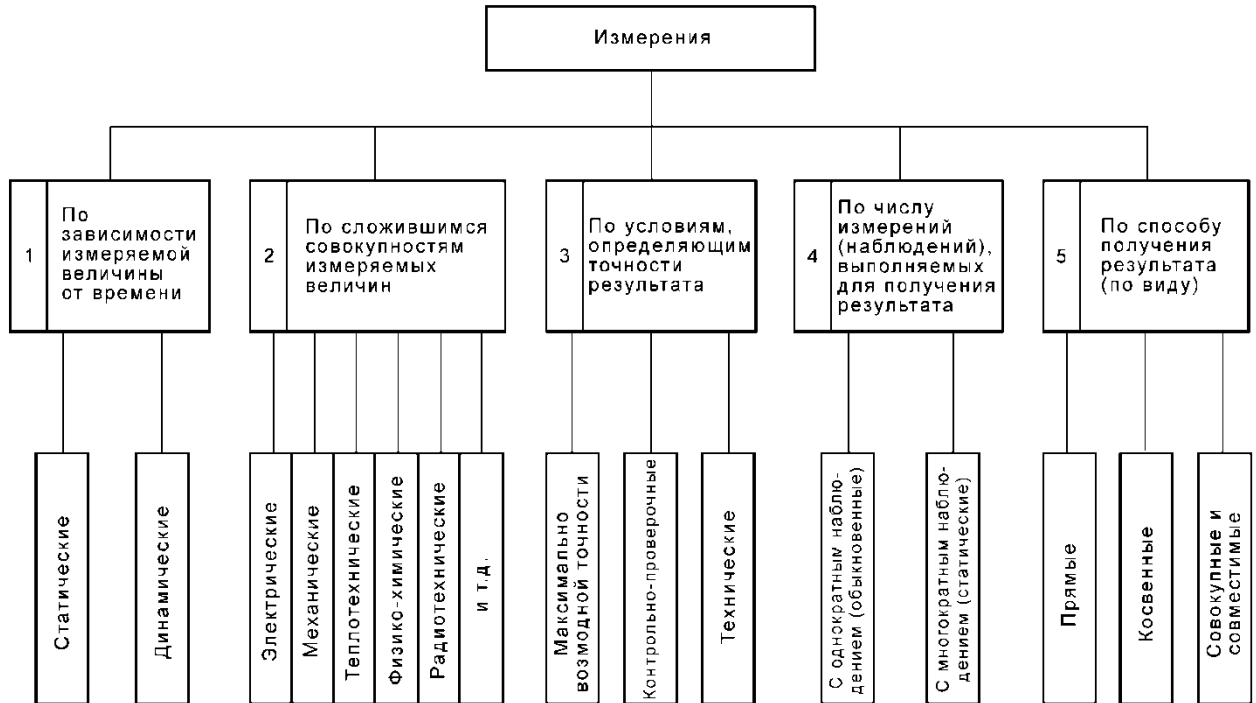 Измерения
1
По
зависимости
измеряемой
величины
от времени
2
По сложившимся
совокупностям
измеряемых
величин
3
По условиям,
определяющим
точности
результата
4
По числу
измерений
(наблюдений),
выполняемых
для получения
результата
5
По способу
получения
результата
(по виду)
Статические
Динамические
Электрические
Механические
Теплотехнические
Физико-химические
Радиотехнические
и т.д.
Максимально
возмодной точности
Контрольно-проверочные
Технические
С однократным наблю-
дением (обыкновенные)
С многократным наблю-
дением (статические)
Прямые
Косвенные
Совокупные и
совместимые